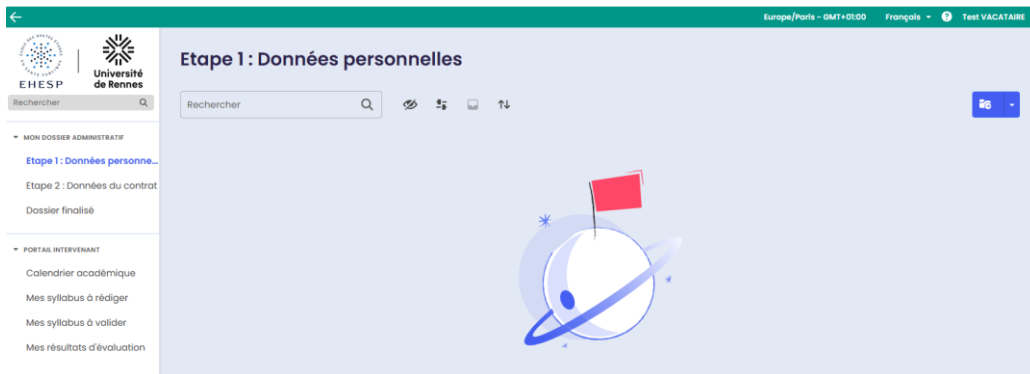 Europe/Paris - GMT+01:00 Français Test VACATAIRE
EHESP
Université
de Rennes
Rechercher
MON DOSSIER ADMINISTRATIF
Etape 1 : Données personne...
Etape 2 : Données du contrat
Dossier finalisé
PORTAIL INTERVENANT
Calendrier académique
Mes syllabus à rédiger
Mes syllabus à valider
Mes résultats d'évaluation
Etape 1 : Données personnelles
Rechercher